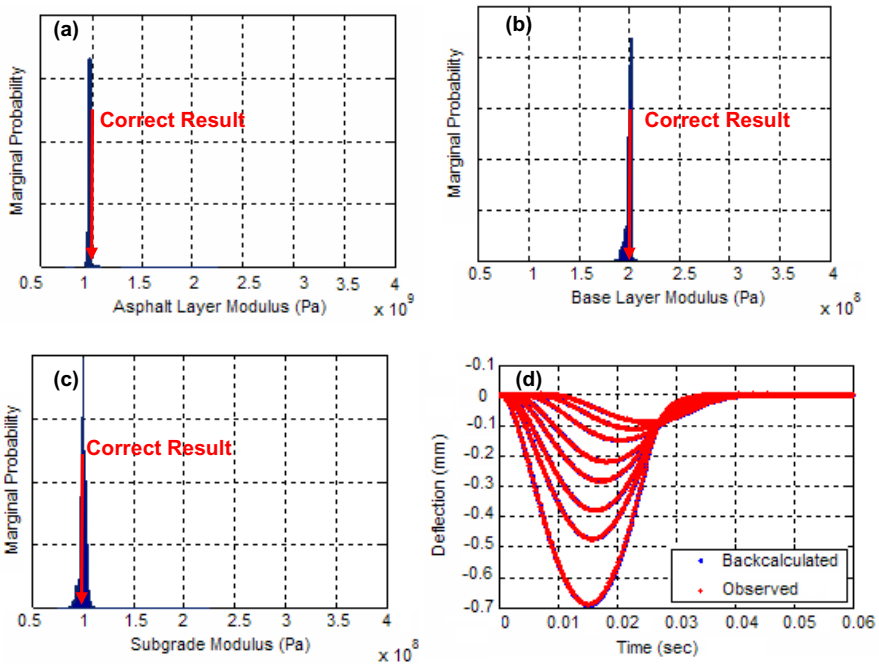 (a)
Marginal Probability
Correct Result
0.5 1 1.5 2 2.5 3 3.5 4
Asphalt Layer Modulus (Pa)
x 10^9
(b)
Marginal Probability
Correct Result
0.5 1 1.5 2 2.5 3 3.5 4
Base Layer Modulus (Pa)
x 10^8
(c)
Marginal Probability
Correct Result
0.5 1 1.5 2 2.5 3 3.5 4
Subgrade Modulus (Pa)
x 10^8
(d)
-0.1
0
-0.1
-0.2
-0.3
-0.4
-0.5
-0.6
-0.7
Deflection (mm)
Backcalculated
Observed
0 0.01 0.02 0.03 0.04 0.05 0.06
Time (sec)